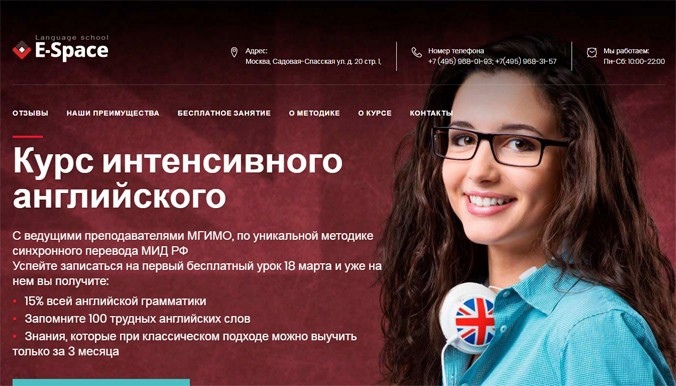 Language school
E-Space
Адрес:
Москва, Садовая-Спасская ул. д. 20 стр. 1,
Номер телефона
+7 (495) 968-01-93; +7(495) 968-31-57
Мы работаем:
Пн-Сб: 10:00-22:00
ОТЗЫВЫ НАШИ ПРЕИМУЩЕСТВА БЕСПЛАТНОЕ ЗАНЯТИЕ О МЕТОДИКЕ О КУРСЕ КОНТАКТЫ
Курс интенсивного
английского
С ведущими преподавателями МГИМО, по уникальной методике
синхронного перевода МИД РФ
Успейте записаться на первый бесплатный урок 18 марта и уже на
нем вы получите:
• 15% всей английской грамматики
• Запомните 100 трудных английских слов
• Знания, которые при классическом подходе можно выучить
только за 3 месяца